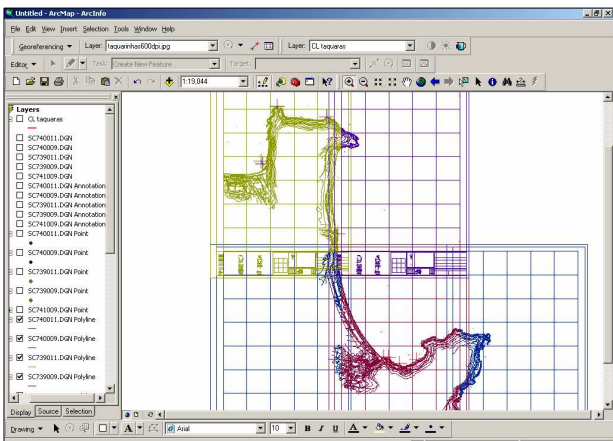 Untitled - ArcMap - ArcInfo
File Edit View Insert Selection Tools Window Help
Georeferencing Layer: taquarinhas600dpi.jpg Layer: CL taquaras
Editor Task: Create New Feature Target:
1:19,044
Layers
CL taquaras
SC740011.DGN
SC740009.DGN
SC739011.DGN
SC739009.DGN
SC741009.DGN
SC740011.DGN Annotation
SC740009.DGN Annotation
SC739011.DGN Annotation
SC739009.DGN Annotation
SC741009.DGN Annotation
SC740011.DGN Point
SC740009.DGN Point
SC739011.DGN Point
SC739009.DGN Point
SC741009.DGN Point
SC740011.DGN Polyline
SC740009.DGN Polyline
SC739011.DGN Polyline
SC739009.DGN Polyline
Display Source Selection
Drawing A Arial 10 B I U A